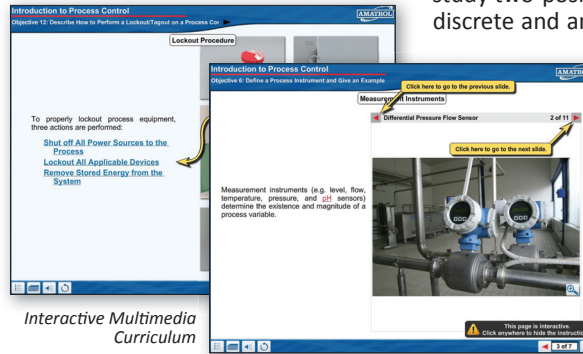 study two-posi
discrete and an
Introduction to Process Control
AMATROL
Objective 12: Describe How to Perform a Lockout/Tagout on a Process Cor
Lockout Procedure
To properly lockout process equipment,
three actions are performed:
Shut off All Power Sources to the
Process
Lockout All Applicable Devices
Remove Stored Energy from the
System
Introduction to Process Control
AMATROL
Objective 6: Define a Process Instrument and Give an Example
Click here to go to the previous slide.
Measurement Instruments
Differential Pressure Flow Sensor
2 of 11
Click here to go to the next slide.
Measurement instruments (e.g. level, flow,
temperature, pressure, and pH sensors)
determine the existence and magnitude of a
process variable.
This page is interactive.
Click anywhere to hide the instructio
3 of 7
Interactive Multimedia
Curriculum